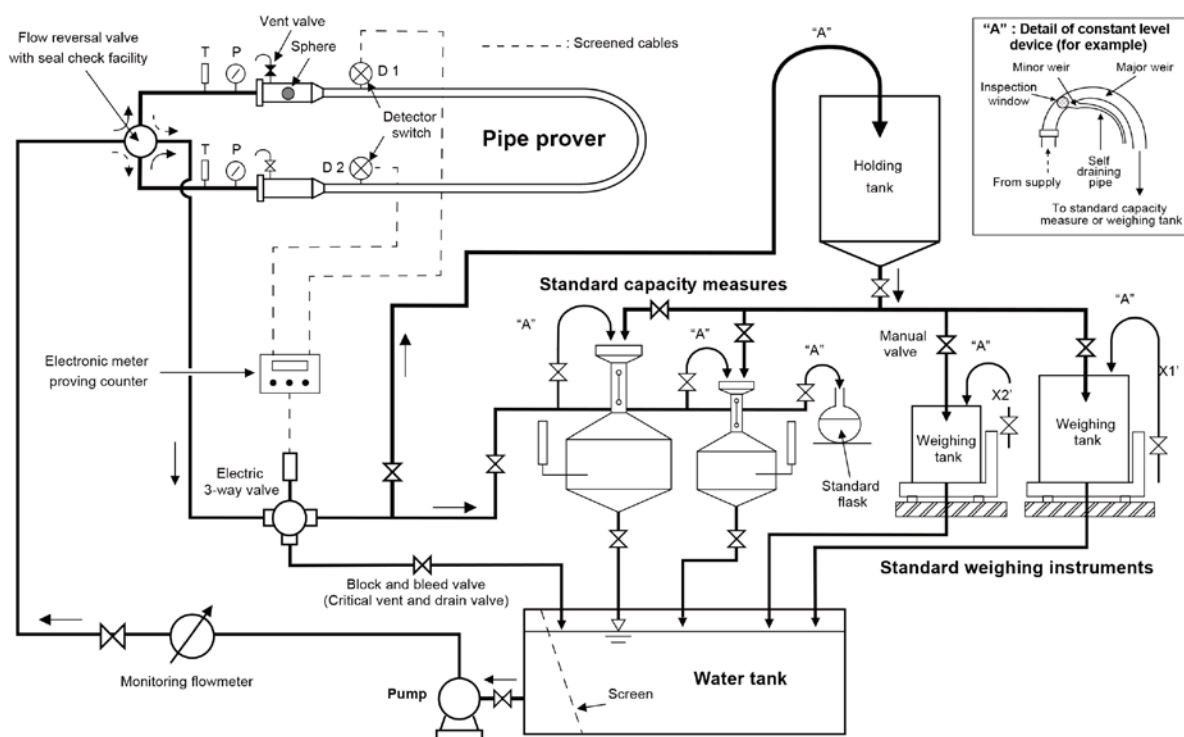 Vent valve
Sphere
Flow reversal valve
with seal check facility
T
P
D 1
- - - - - : Screened cables
Detector
switch
Pipe prover
T
P
D 2
"A"
Holding
tank
"A" : Detail of constant level
device (for example)
Minor weir
Major weir
Inspection
window
Self
draining
pipe
From supply
To standard capacity
measure or weighing tank
Standard capacity measures
"A"
"A"
"A"
Manual
valve
"A"
"A"
X1'
X2'
Electronic meter
proving counter
Weighing
tank
Weighing
tank
Electric
3-way valve
Standard
flask
Block and bleed valve
(Critical vent and drain valve)
Standard weighing instruments
Monitoring flowmeter
Pump
Screen
Water tank